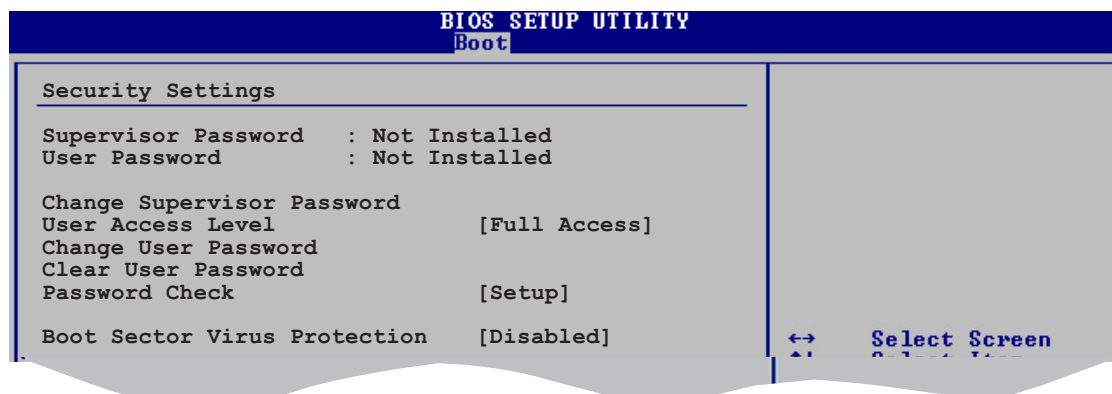 BIOS SETUP UTILITY
Boot
Security Settings
Supervisor Password : Not Installed
User Password : Not Installed
Change Supervisor Password
User Access Level [Full Access]
Change User Password
Clear User Password
Password Check [Setup]
Boot Sector Virus Protection [Disabled]
↔ Select Screen
Select Item